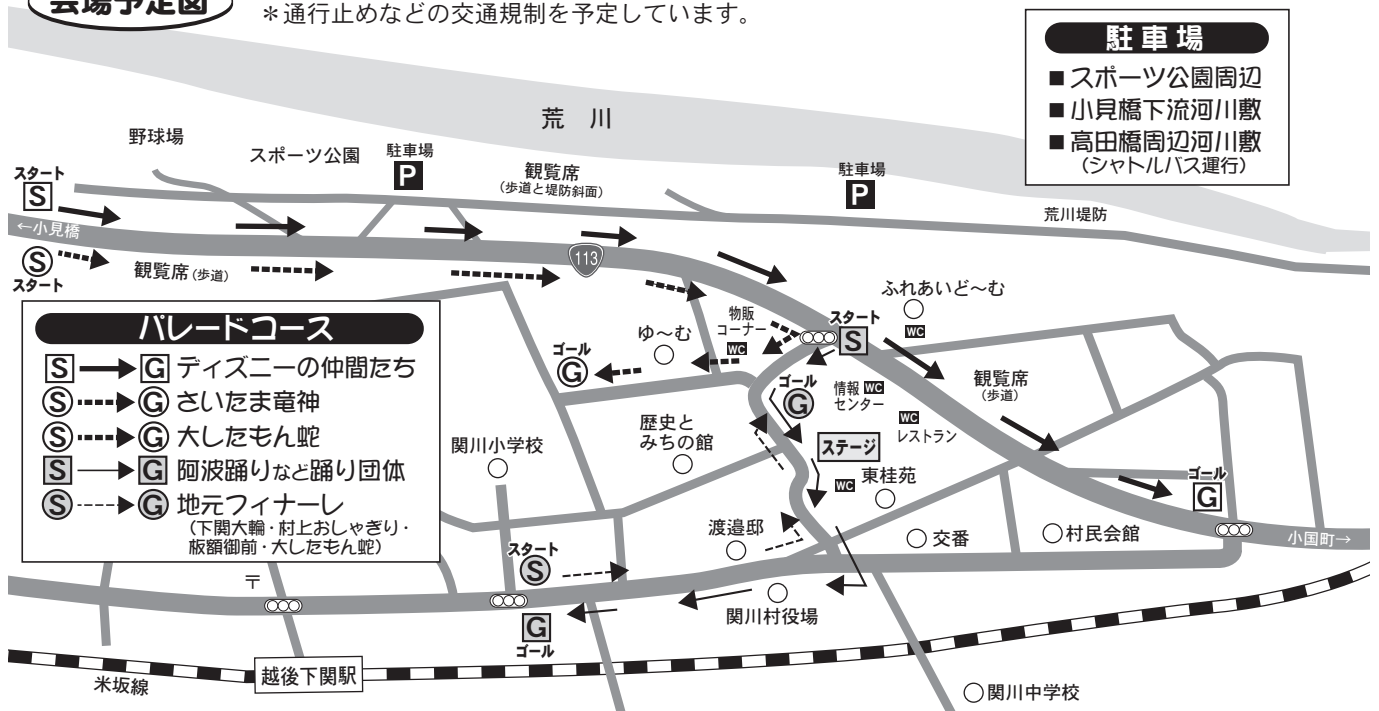 会場予定図
＊通行止めなどの交通規制を予定しています。
駐車場
■スポーツ公園周辺
■小見橋下流河川敷
■高田橋周辺河川敷
(シャトルバス運行)
荒 川
野球場
スポーツ公園
駐車場
P
観覧席
(歩道と堤防斜面)
駐車場
P
荒川堤防
スタート
S
←小見橋
S
スタート
観覧席(歩道)
113
ふれあいど～む
WC
パレードコース
S G ディズニーの仲間たち
S G さいたま竜神
S G 大したもん蛇
S G 阿波踊りなど踊り団体
S G 地元フィナーレ
(下関大輪・村上おしゃぎり・
板額御前・大したもん蛇)
ゆ～む
物販
コーナー
WC
スタート
S
ゴール
G
ゴール
G
情報 WC
センター
WC
レストラン
観覧席
(歩道)
関川小学校
歴史と
みちの館
ステージ
WC
東桂苑
ゴール
G
渡邉邸
交番
村民会館
小国町→
スタート
S
〒
関川村役場
G
ゴール
米坂線
越後下関駅
関川中学校